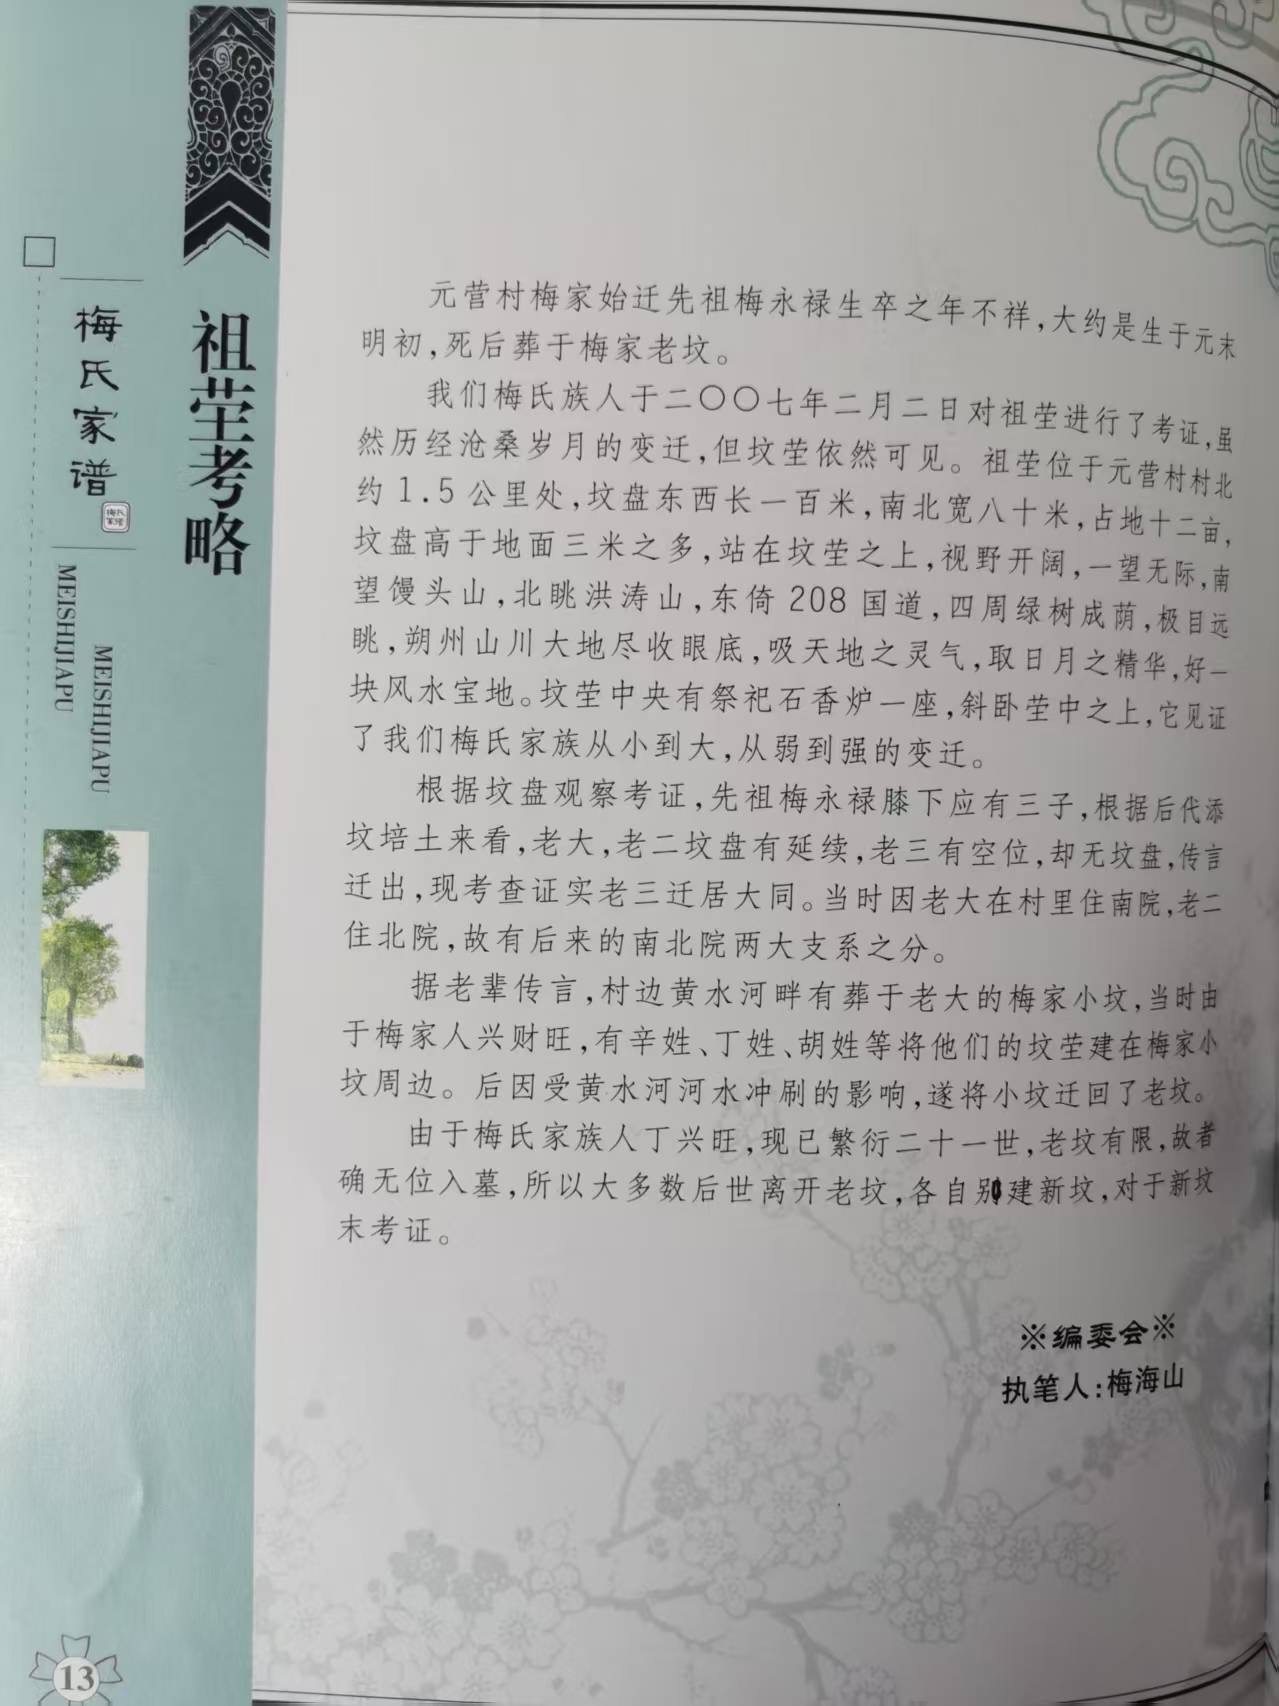 祖茔考略
梅氏家谱
梅氏家谱
MEISHIJIAPU
MEISHIJIAPU
元营村梅家始迁先祖梅永禄生卒之年不祥，大约是生于元末
明初，死后葬于梅家老坟。
我们梅氏族人于二〇〇七年二月二日对祖茔进行了考证，虽
然历经沧桑岁月的变迁，但坟茔依然可见。祖茔位于元营村村北
约1.5公里处，坟盘东西长一百米，南北宽八十米，占地十二亩，
坟盘高于地面三米之多，站在坟茔之上，视野开阔，一望无际，南
望馒头山，北眺洪涛山，东倚208国道，四周绿树成荫，极目远
眺，朔州山川大地尽收眼底，吸天地之灵气，取日月之精华，好一
块风水宝地。坟茔中央有祭祀石香炉一座，斜卧茔中之上，它见证
了我们梅氏家族从小到大，从弱到强的变迁。
根据坟盘观察考证，先祖梅永禄膝下应有三子，根据后代添
坟培土来看，老大，老二坟盘有延续，老三有空位，却无坟盘，传言
迁出，现考查证实老三迁居大同。当时因老大在村里住南院，老二
住北院，故有后来的南北院两大支系之分。
据老辈传言，村边黄水河畔有葬于老大的梅家小坟，当时由
于梅家人兴财旺，有辛姓、丁姓、胡姓等将他们的坟茔建在梅家小
坟周边。后因受黄水河河水冲刷的影响，遂将小坟迁回了老坟。
由于梅氏家族人丁兴旺，现已繁衍二十一世，老坟有限，故者
确无位入墓，所以大多数后世离开老坟，各自别建新坟，对于新坟
末考证。
※编委会※
执笔人：梅海山
13